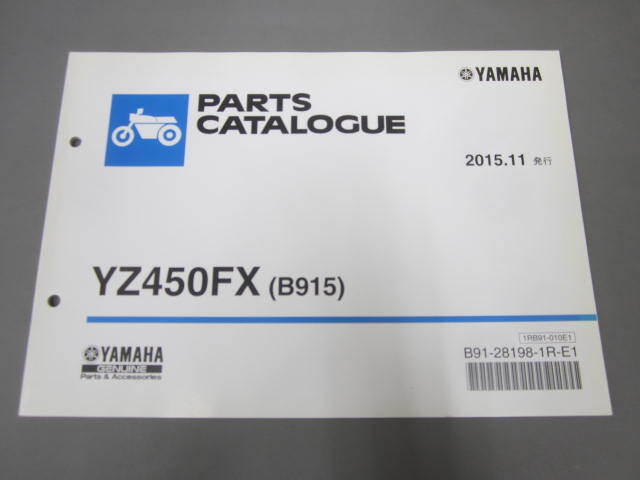 YAMAHA
PARTS
CATALOGUE
2015.11 発行
YZ450FX (B915)
YAMAHA
GENUINE
Parts & Accessories
1RB91-010E1
B91-28198-1R-E1